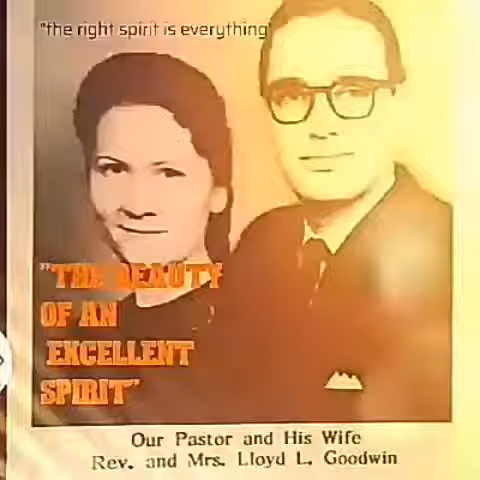 "the right spirit is everything"
"THE BEAUTY
OF AN
EXCELLENT
SPIRIT"
Our Pastor and His Wife
Rev. and Mrs. Lloyd L. Goodwin